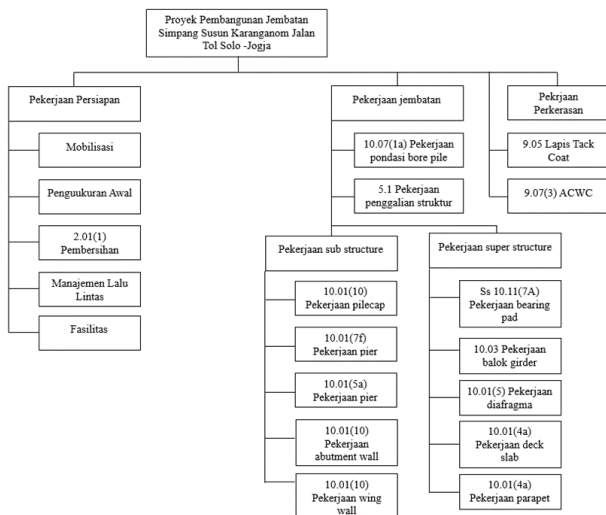 Proyek Pembangunan Jembatan
Simpang Susun Karanganom Jalan
Tol Solo -Jogja
Pekerjaan Persiapan
Mobilisasi
Penguukuran Awal
2.01(1)
Pembersihan
Manajemen Lalu
Lintas
Fasilitas
Pekerjaan jembatan
10.07(1a) Pekerjaan
pondasi bore pile
5.1 Pekerjaan
penggalian struktur
Pekerjaan sub structure
10.01(10)
Pekerjaan pilecap
10.01(7f)
Pekerjaan pier
10.01(5a)
Pekerjaan pier
10.01(10)
Pekerjaan
abutment wall
10.01(10)
Pekerjaan wing
wall
Pekerjaan super structure
Ss 10.11(7A)
Pekerjaan bearing
pad
10.03 Pekerjaan
balok girder
10.01(5) Pekerjaan
diafragma
10.01(4a)
Pekerjaan deck
slab
10.01(4a)
Pekerjaan parapet
Pekrjaan
Perkerasan
9.05 Lapis Tack
Coat
9.07(3) ACWC